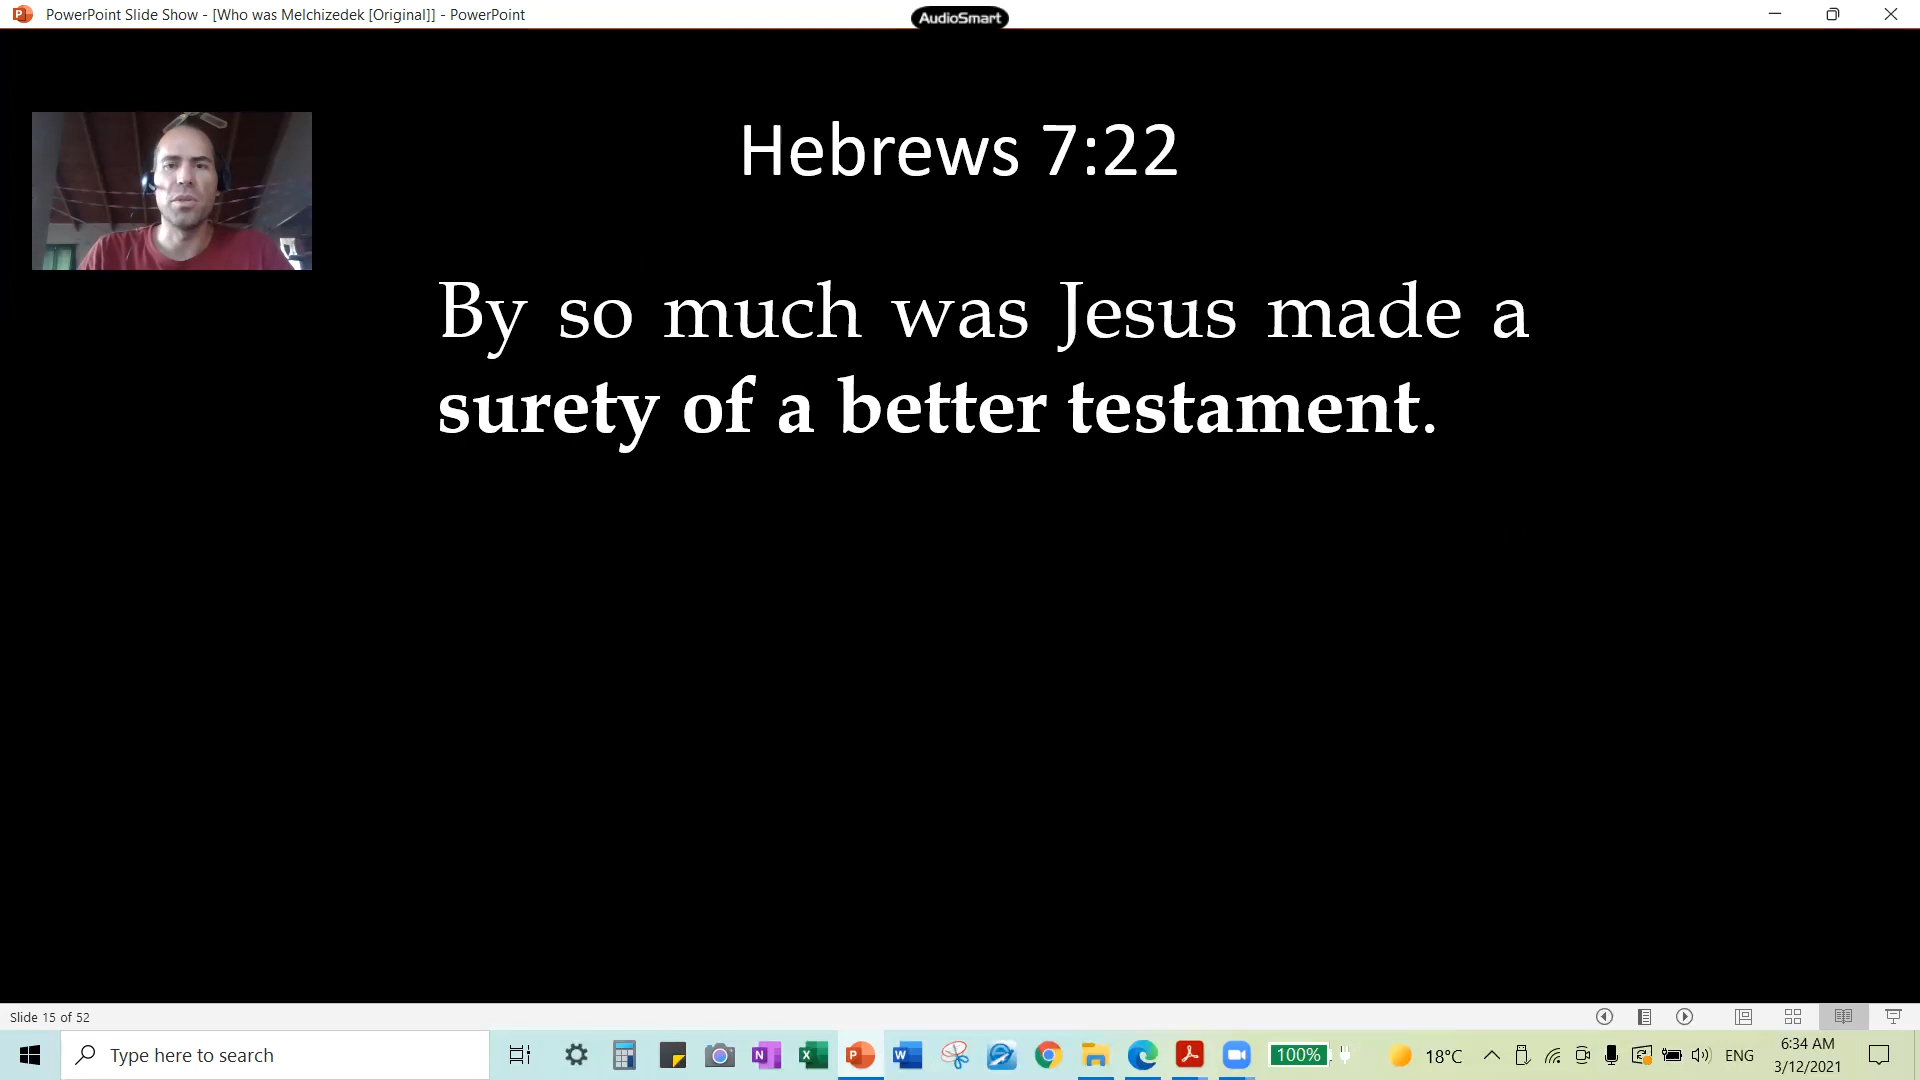 PowerPoint Slide Show - [Who was Melchizedek [Original]] - PowerPoint
AudioSmart
Hebrews 7:22
By so much was Jesus made a
surety of a better testament.
Slide 15 of 52
Type here to search
100%
18°C
ENG
6:34 AM
3/12/2021